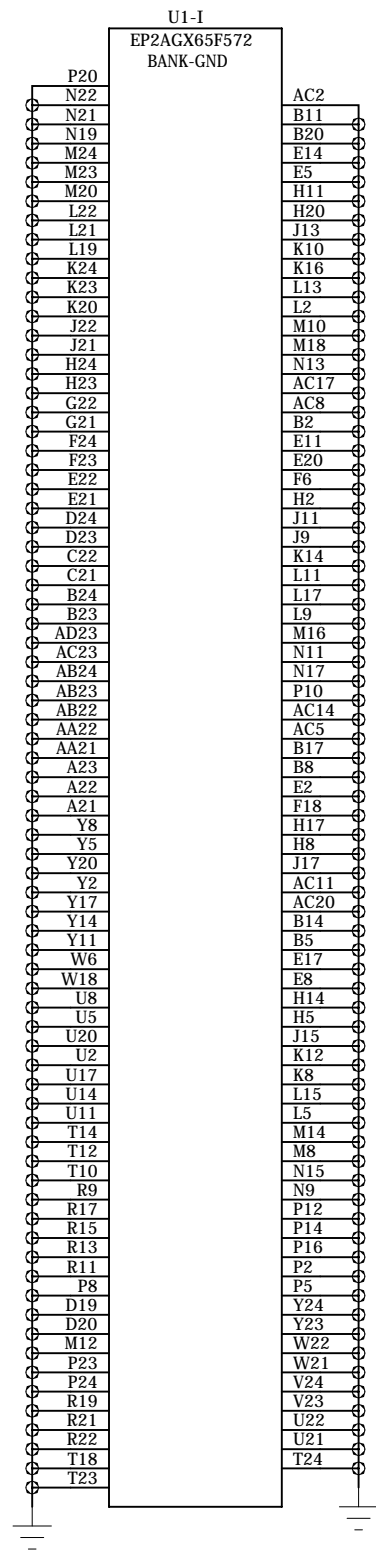 U1-I
EP2AGX65F572
BANK-GND
P20
N22
N21
N19
M24
M23
M20
L22
L21
L19
K24
K23
K20
J22
J21
H24
H23
G22
G21
F24
F23
E22
E21
D24
D23
C22
C21
B24
B23
AD23
AC23
AB24
AB23
AB22
AA22
AA21
A23
A22
A21
Y8
Y5
Y20
Y2
Y17
Y14
Y11
W6
W18
U8
U5
U20
U2
U17
U14
U11
T14
T12
T10
R9
R17
R15
R13
R11
P8
D19
D20
M12
P23
P24
R19
R21
R22
T18
T23
AC2
B11
B20
E14
E5
H11
H20
J13
K10
K16
L13
L2
M10
M18
N13
AC17
AC8
B2
E11
E20
F6
H2
J11
J9
K14
L11
L17
L9
M16
N11
N17
P10
AC14
AC5
B17
B8
E2
F18
H17
H8
J17
AC11
AC20
B14
B5
E17
E8
H14
H5
J15
K12
K8
L15
L5
M14
M8
N15
N9
P12
P14
P16
P2
P5
Y24
Y23
W22
W21
V24
V23
U22
U21
T24